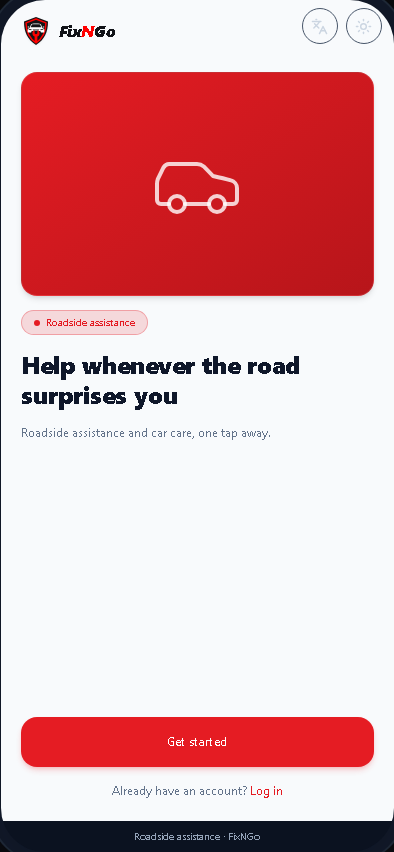 FixNGo
Roadside assistance
Help whenever the road
surprises you
Roadside assistance and car care, one tap away.
Get started
Already have an account? Log in
Roadside assistance · FixNGo